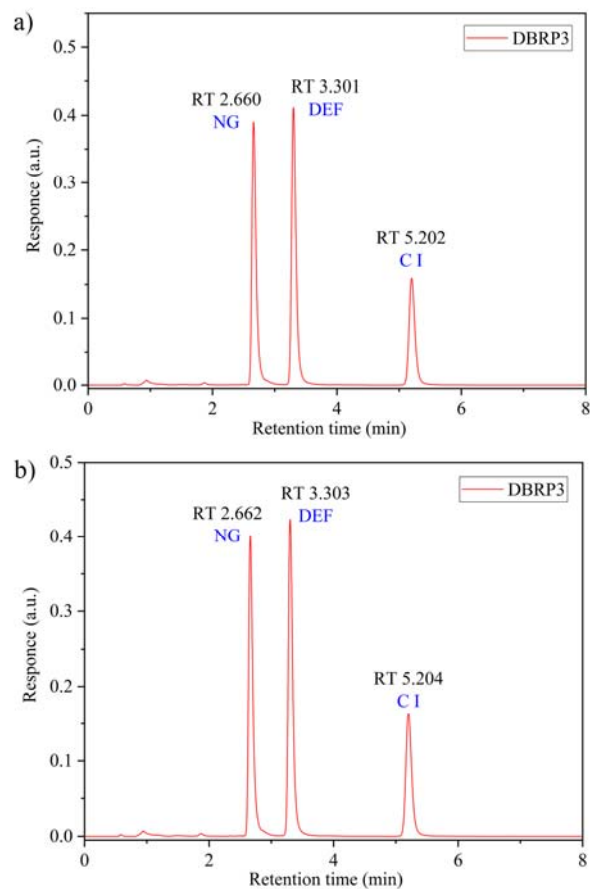 a)
0.5
DBRP3
RT 3.301
RT 2.660
DEF
NG
0.4
0.3
RT 5.202
C I
0.2
0.1
0.0
Responce (a.u.)
0 2 4 6 8
Retention time (min)
b)
0.5
DBRP3
RT 3.303
RT 2.662
DEF
NG
0.4
0.3
RT 5.204
C I
0.2
0.1
0.0
Responce (a.u.)
0 2 4 6 8
Retention time (min)